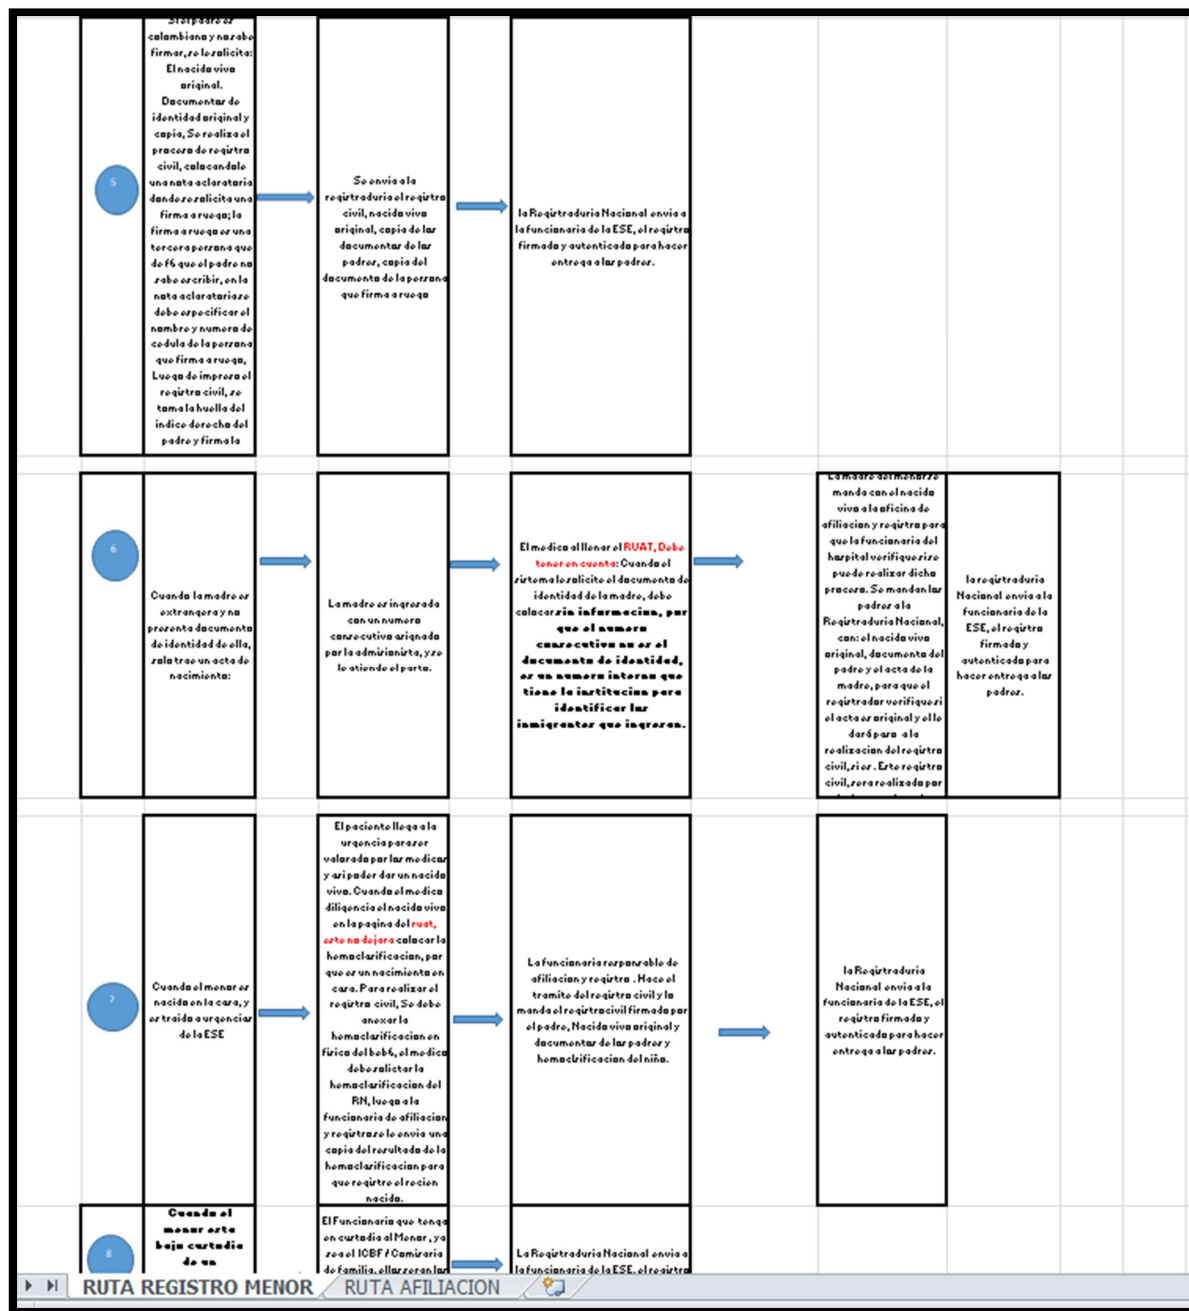 5
Si el padre es
colombiano y no sabe
firmar, se le solicita:
El nacido vivo
original.
Documentos de
identidad original y
copia, Se realiza el
proceso de registro
civil, colocandole
una nota aclaratoria
donde se solicita una
firma a ruego; la
firma a ruego es una
tercera persona que
de fé que el padre no
sabe escribir, en la
nota aclaratoria se
debe especificar el
nombre y numero de
cedula de la persona
que firma a ruego,
Luego de impreso el
registro civil, se
toma la huella del
indice derecho del
padre y firma la
Se envia a la
registraduria el registro
civil, nacido vivo
original, copia de los
documentos de los
padres, copia del
documento de la persona
que firma a ruego
la Registraduria Nacional envia a
la funcionaria de la ESE, el registro
firmado y autenticado para hacer
entrega a los padres.
6
Cuando la madre es
extrangera y no
presenta documento
de identidad de ella,
solo trae un acta de
nacimiento:
La madre es ingresada
con un numero
consecutivo asignado
por la admisionista, y se
le atiende el parto.
El medico al llenar el RUAT, Debe
tener en cuenta: Cuando el
sistema le solicite el documento de
identidad de la madre, debe
colocar sin informacion, por
que el numero
consecutivo no es el
documento de identidad,
es un numero interno que
tiene la institucion para
identificar los
inmigrantes que ingresan.
La madre del menor se
manda con el nacido
vivo a la oficina de
afiliacion y registro para
que la funcionaria del
hospital verifique si se
puede realizar dicho
proceso. Se mandan los
padres a la
Registraduria Nacional,
con: el nacido vivo
original, documento del
padre y el acta de la
madre, para que el
registrador verifique si
el acta es original y el le
dará paso a la
realizacion del registro
civil, si es . Este registro
civil, sera realizado por
la registraduria
Nacional envia a la
funcionaria de la
ESE, el registro
firmado y
autenticado para
hacer entrega a los
padres.
7
Cuando el menor es
nacido en la casa, y
es traido a urgencias
de la ESE
El paciente llega a la
urgencia para ser
valorado por los medicos
y asi poder dar un nacido
vivo. Cuando el medico
diligencia el nacido vivo
en la pagina del ruat,
este no dejara colocar la
hemoclasificacion, por
que es un nacimiento en
casa. Para realizar el
registro civil, Se debe
anexar la
hemoclasificacion en
fisico del bebé, el medico
debe solictar la
hemoclasificacion del
RN, luego a la
funcionaria de afiliacion
y registro se le envia una
copia del resultado de la
hemoclasificacion para
que registre el recien
nacido.
La funcionaria responsable de
afiliacion y registro . Hace el
tramite del registro civil y lo
manda el registro civil firmado por
el padre, Nacido vivo original y
documentos de los padres y
hemoclsificacion del niño.
la Registraduria
Nacional envia a la
funcionaria de la ESE, el
registro firmado y
autenticado para hacer
entrega a los padres.
8
Cuando el
menor esta
bajo custodia
de un
El Funcionario que tenga
en custodia al Menor, ya
sea el ICBF / Comisaria
de familia, ellos seran los
La Registraduria Nacional envia a
la funcionaria de la ESE, el registro
RUTA REGISTRO MENOR
RUTA AFILIACION